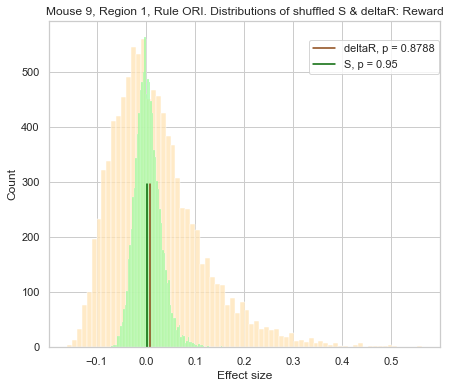 Mouse 9, Region 1, Rule ORI. Distributions of shuffled S & deltaR: Reward
deltaR, p = 0.8788
S, p = 0.95
Count
500
400
300
200
100
0
−0.1 0.0 0.1 0.2 0.3 0.4 0.5
Effect size